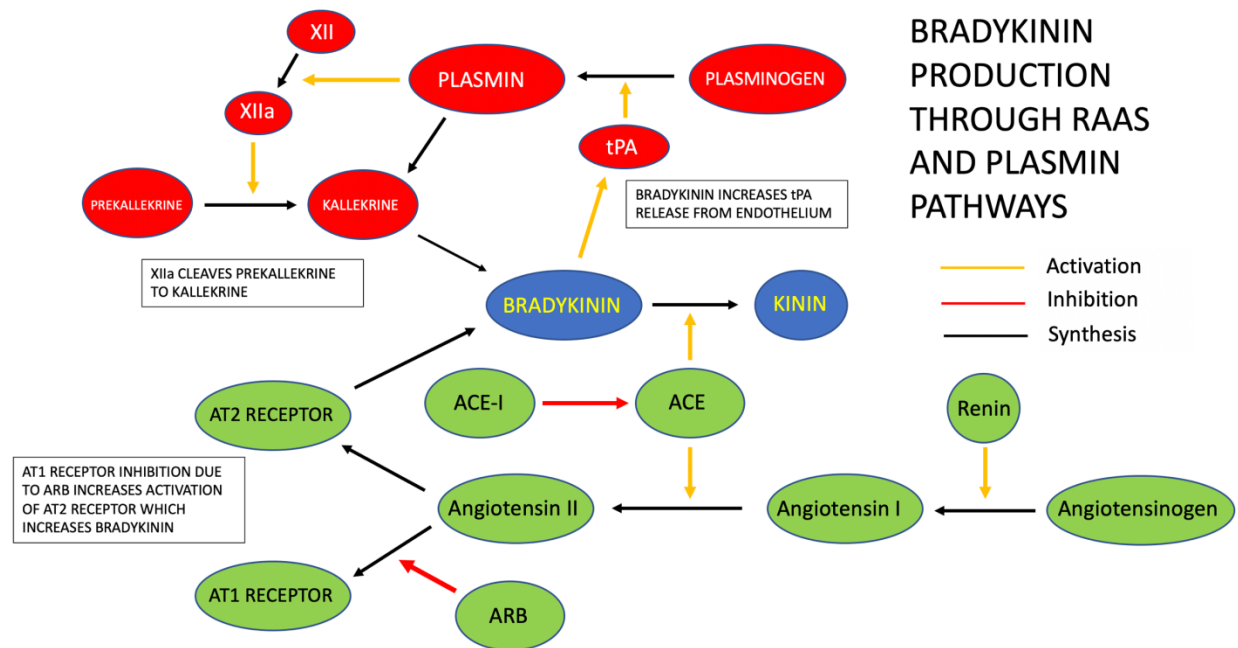 BRADYKININ
PRODUCTION
THROUGH RAAS
AND PLASMIN
PATHWAYS
Activation
Inhibition
Synthesis
XII
XIIa
PLASMIN
PLASMINOGEN
tPA
PREKALLEKRINE
KALLEKRINE
BRADYKININ INCREASES tPA
RELEASE FROM ENDOTHELIUM
XIIa CLEAVES PREKALLEKRINE
TO KALLEKRINE
BRADYKININ
KININ
AT2 RECEPTOR
ACE-I
ACE
Renin
AT1 RECEPTOR INHIBITION DUE
TO ARB INCREASES ACTIVATION
OF AT2 RECEPTOR WHICH
INCREASES BRADYKININ
Angiotensin II
Angiotensin I
Angiotensinogen
AT1 RECEPTOR
ARB